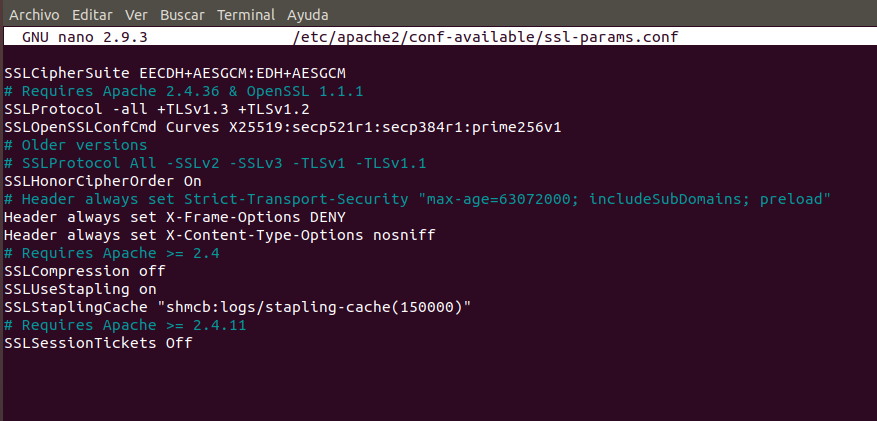 Archivo Editar Ver Buscar Terminal Ayuda
GNU nano 2.9.3 /etc/apache2/conf-available/ssl-params.conf
SSLCipherSuite EECDH+AESGCM:EDH+AESGCM
# Requires Apache 2.4.36 & OpenSSL 1.1.1
SSLProtocol -all +TLSv1.3 +TLSv1.2
SSLOpenSSLConfCmd Curves X25519:secp521r1:secp384r1:prime256v1
# Older versions
# SSLProtocol All -SSLv2 -SSLv3 -TLSv1 -TLSv1.1
SSLHonorCipherOrder On
# Header always set Strict-Transport-Security "max-age=63072000; includeSubDomains; preload"
Header always set X-Frame-Options DENY
Header always set X-Content-Type-Options nosniff
# Requires Apache >= 2.4
SSLCompression off
SSLUseStapling on
SSLStaplingCache "shmcb:logs/stapling-cache(150000)"
# Requires Apache >= 2.4.11
SSLSessionTickets Off